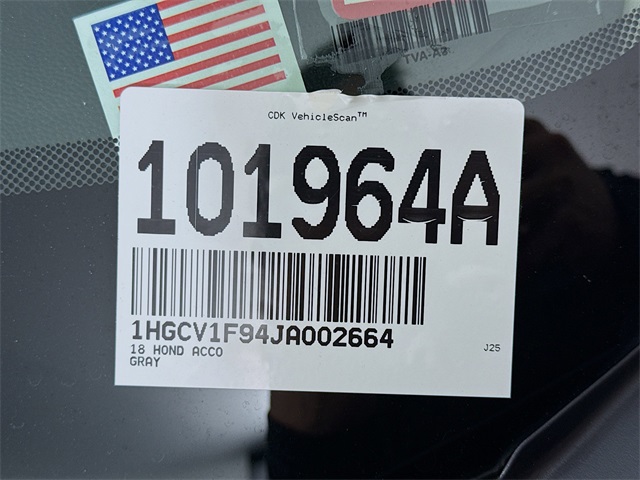 CDK VehicleScan™
101964A
1HGCV1F94JA002664
18 HOND ACCO
GRAY
J25